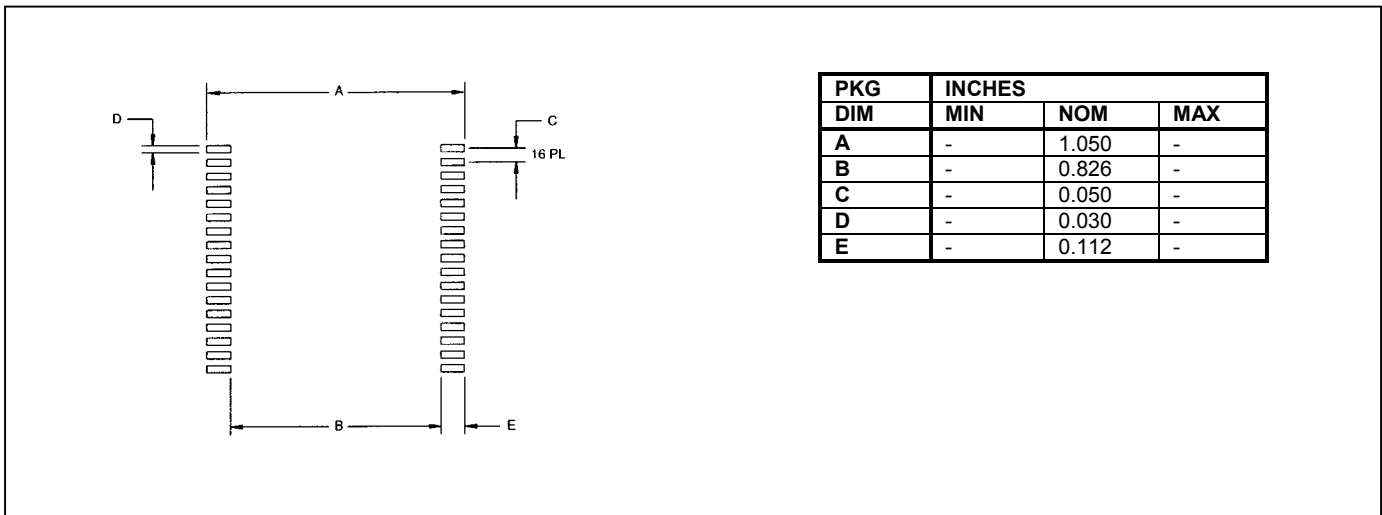 A
D
C
16 PL
B
E
PKG INCHES
DIM MIN NOM MAX
A - 1.050 -
B - 0.826 -
C - 0.050 -
D - 0.030 -
E - 0.112 -